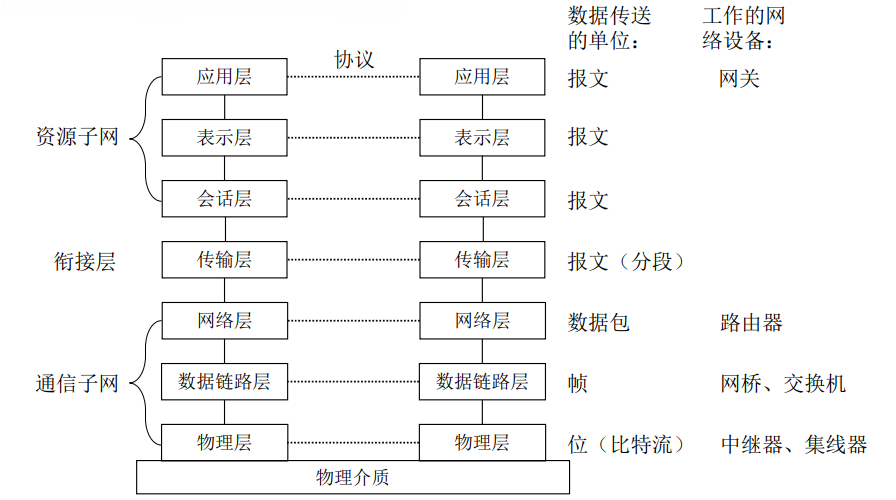 数据传送的单位：
工作的网络设备：
协议
应用层 应用层 报文 网关
资源子网
表示层 表示层 报文
会话层 会话层 报文
衔接层 传输层 传输层 报文（分段）
网络层 网络层 数据包 路由器
通信子网 数据链路层 数据链路层 帧 网桥、交换机
物理层 物理层 位（比特流） 中继器、集线器
物理介质